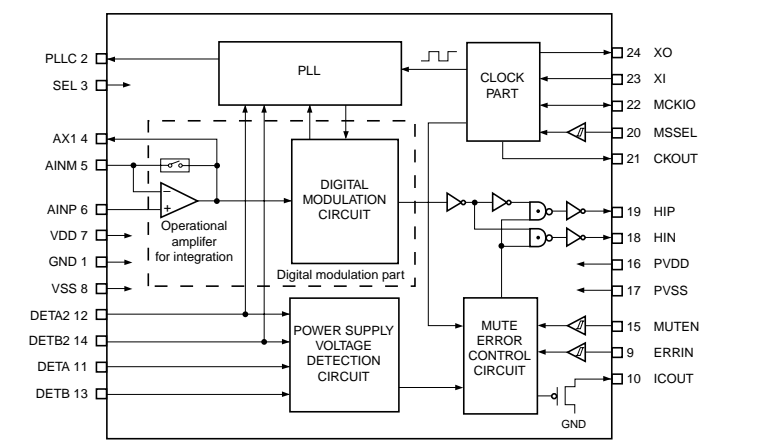 PLLC 2
SEL 3
AX1 4
AINM 5
AINP 6
VDD 7
GND 1
VSS 8
DETA2 12
DETB2 14
DETA 11
DETB 13
PLL
CLOCK
PART
DIGITAL
MODULATION
CIRCUIT
−
+
Operational
amplifer
for integration
Digital modulation part
POWER SUPPLY
VOLTAGE
DETECTION
CIRCUIT
MUTE
ERROR
CONTROL
CIRCUIT
GND
24 XO
23 XI
22 MCKIO
20 MSSEL
21 CKOUT
19 HIP
18 HIN
16 PVDD
17 PVSS
15 MUTEN
9 ERRIN
10 ICOUT